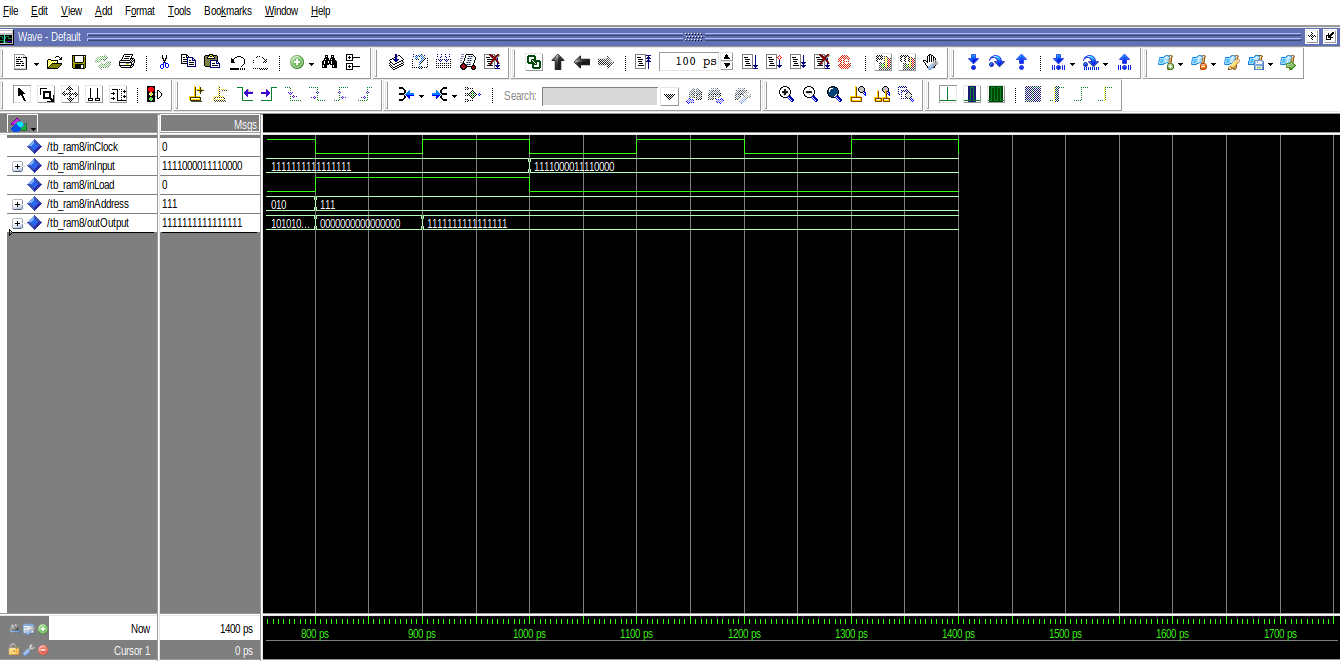 File Edit View Add Format Tools Bookmarks Window Help
Wave - Default
100 ps
Search:
Msgs
/tb_ram8/inClock 0
/tb_ram8/inInput 1111000011110000 1111111111111111 1111000011110000
/tb_ram8/inLoad 0
/tb_ram8/inAddress 111 010 111
/tb_ram8/outOutput 1111111111111111 101010... 0000000000000000 1111111111111111
Now 1400 ps 800 ps 900 ps 1000 ps 1100 ps 1200 ps 1300 ps 1400 ps 1500 ps 1600 ps 1700 ps
Cursor 1 0 ps